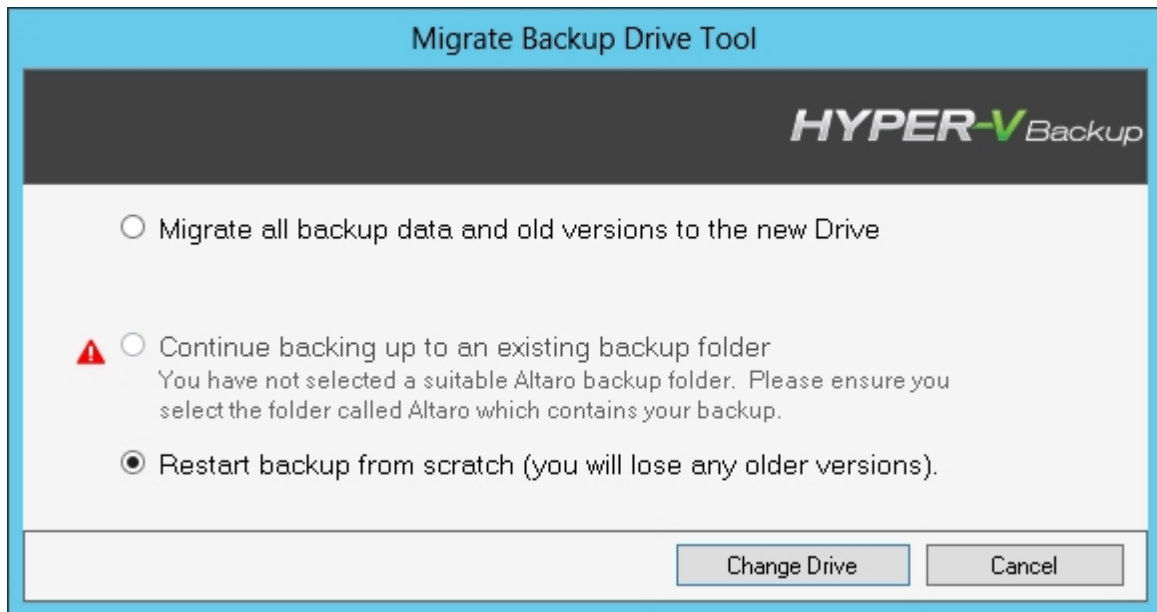 Migrate Backup Drive Tool
HYPER-V Backup
Migrate all backup data and old versions to the new Drive
Continue backing up to an existing backup folder
You have not selected a suitable Altaro backup folder.  Please ensure you
select the folder called Altaro which contains your backup.
Restart backup from scratch (you will lose any older versions).
Change Drive
Cancel